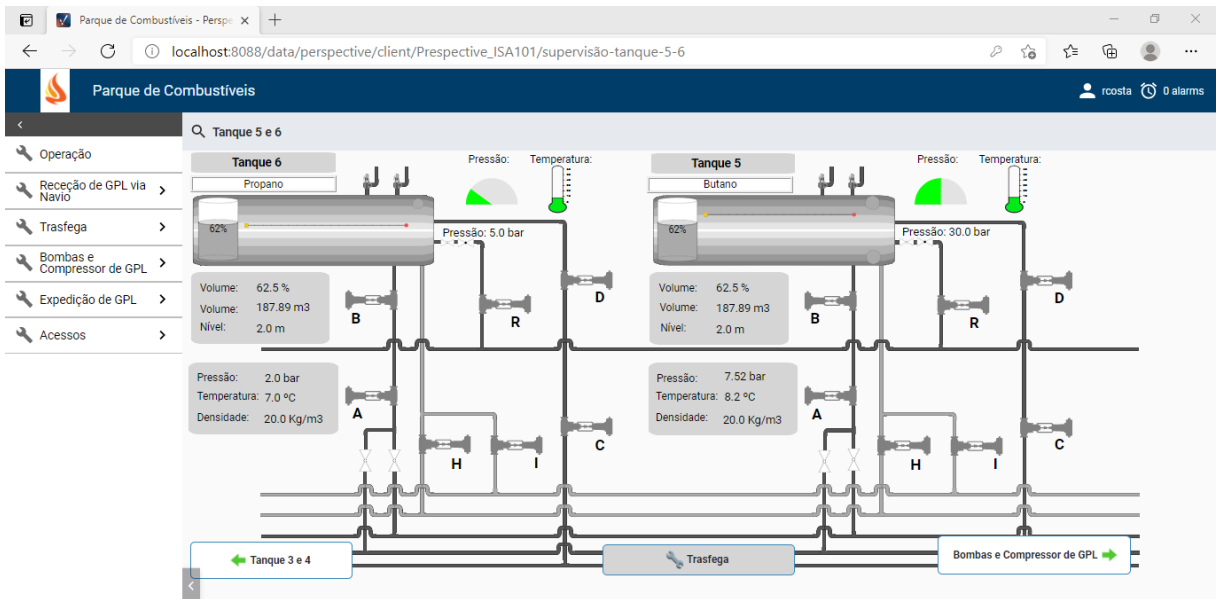 Parque de Combustíveis - Perspe
localhost:8088/data/perspective/client/Prespective_ISA101/supervisão-tanque-5-6
Parque de Combustíveis
rcosta
0 alarms
Operação
Receção de GPL via
Navio
Trasfega
Bombas e
Compressor de GPL
Expedição de GPL
Acessos
Tanque 5 e 6
Tanque 6
Propano
Pressão:
Temperatura:
62%
Pressão: 5.0 bar
Volume: 62.5 %
Volume: 187.89 m3
Nível: 2.0 m
B
R
D
Pressão: 2.0 bar
Temperatura: 7.0 ºC
Densidade: 20.0 Kg/m3
A
H
I
C
Tanque 5
Butano
Pressão:
Temperatura:
62%
Pressão: 30.0 bar
Volume: 62.5 %
Volume: 187.89 m3
Nível: 2.0 m
B
R
D
Pressão: 7.52 bar
Temperatura: 8.2 ºC
Densidade: 20.0 Kg/m3
A
H
I
C
Tanque 3 e 4
Trasfega
Bombas e Compressor de GPL